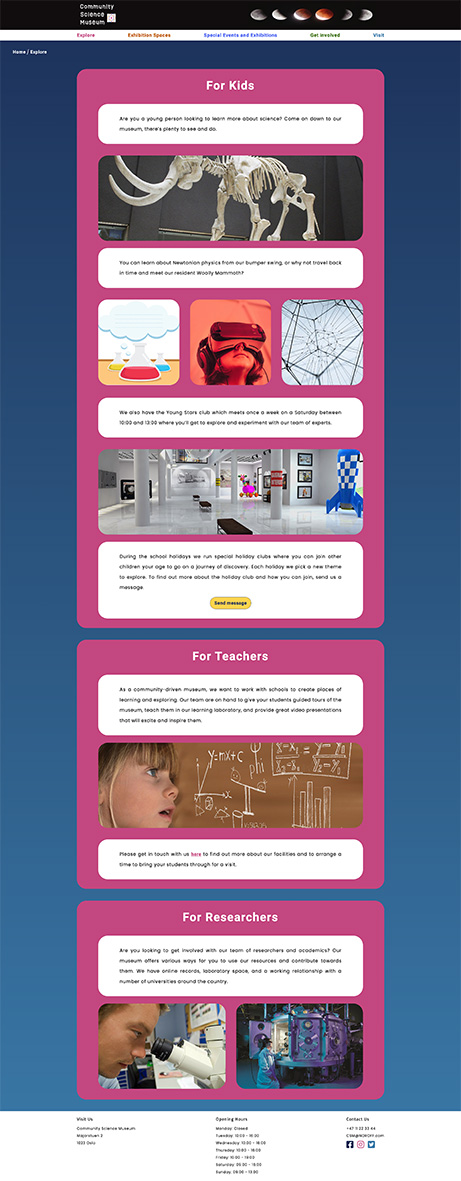 Community
Science
Museum
Explore
Exhibition Spaces
Special Events and Exhibitions
Get involved
Visit
Home / Explore
For Kids
Are you a young person looking to learn more about science? Come on down to our
museum, there's plenty to see and do.
You can learn about Newtonian physics from our bumper swing, or why not travel back
in time and meet our resident Woolly Mammoth?
We also have the Young Stars club which meets once a week on a Saturday between
10:00 and 13:00 where you'll get to explore and experiment with our team of experts.
During the school holidays we run special holiday clubs where you can join other
children your age to go on a journey of discovery. Each holiday we pick a new theme
to explore. To find out more about the holiday club and how you can join, send us a
message.
Send message
For Teachers
As a community-driven museum, we want to work with schools to create places of
learning and exploring. Our team are on hand to give your students guided tours of the
museum, teach them in our learning laboratory, and provide great video presentations
that will excite and inspire them.
y=mx+c
phi
Please get in touch with us here to find out more about our facilities and to arrange a
time to bring your students through for a visit.
For Researchers
Are you looking to get involved with our team of researchers and academics? Our
museum offers various ways for you to use our resources and contribute towards
them. We have online records, laboratory space, and a working relationship with a
number of universities around the country.
Visit Us
Community Science Museum
Majorstuen 2
1233 Oslo
Opening Hours
Monday: Closed
Tuesday: 10:00 - 16:00
Wednesday: 10:00 - 16:00
Thursday: 10:00 - 16:00
Friday: 10:00 - 16:00
Saturday: 09:00 - 18:00
Sunday: 09:00 - 13:00
Contact Us
+47 11 22 33 44
CSM@NOROFF.com